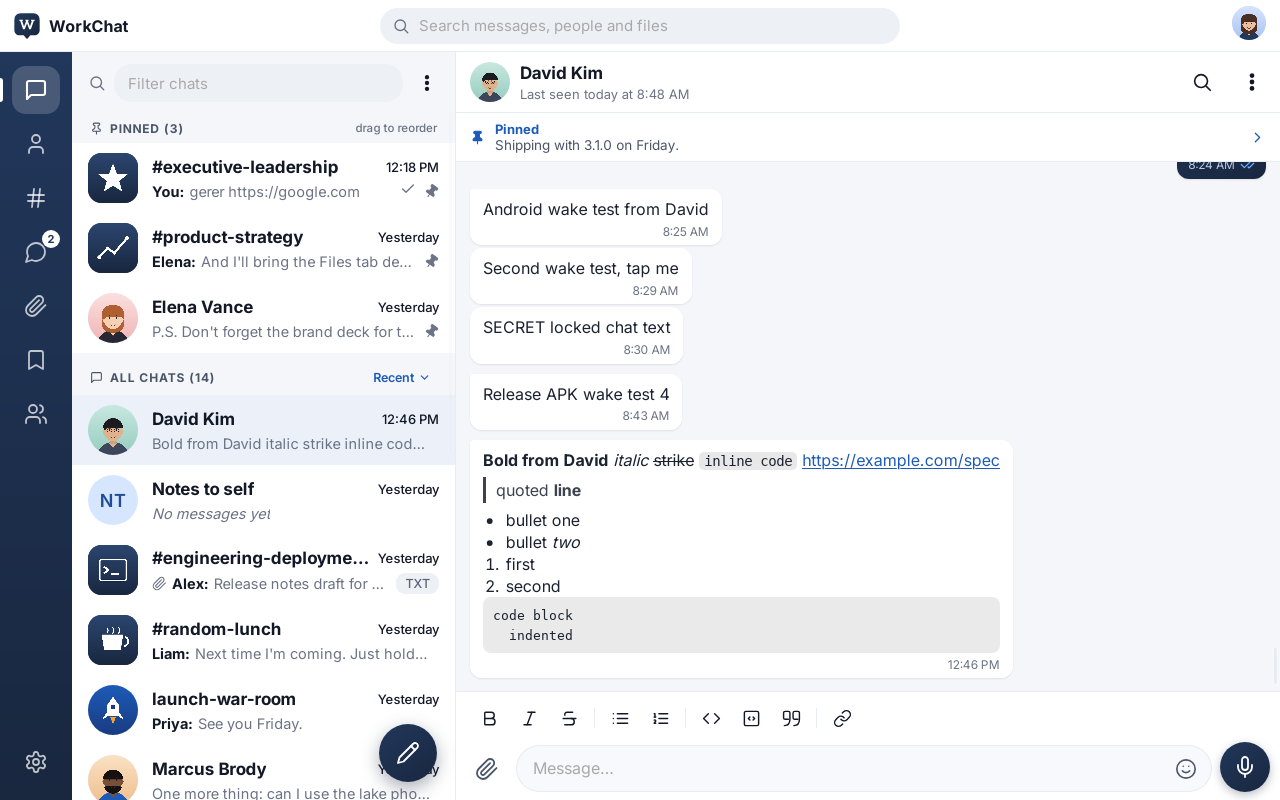 W WorkChat
Search messages, people and files
2
Filter chats
PINNED (3) drag to reorder
#executive-leadership 12:18 PM
You: gerer https://google.com
#product-strategy Yesterday
Elena: And I'll bring the Files tab de...
Elena Vance Yesterday
P.S. Don't forget the brand deck for t...
ALL CHATS (14) Recent
David Kim 12:46 PM
Bold from David italic strike inline cod...
NT
Notes to self Yesterday
No messages yet
#engineering-deployme... Yesterday
Alex: Release notes draft for ... TXT
#random-lunch Yesterday
Liam: Next time I'm coming. Just hold...
launch-war-room Yesterday
Priya: See you Friday.
Marcus Brody
One more thing: can I use the lake pho...
David Kim
Last seen today at 8:48 AM
Pinned
Shipping with 3.1.0 on Friday.
8:24 AM
Android wake test from David
8:25 AM
Second wake test, tap me
8:29 AM
SECRET locked chat text
8:30 AM
Release APK wake test 4
8:43 AM
Bold from David italic strike inline code https://example.com/spec
quoted line
• bullet one
• bullet two
1. first
2. second
code block
  indented
12:46 PM
B I S
Message...